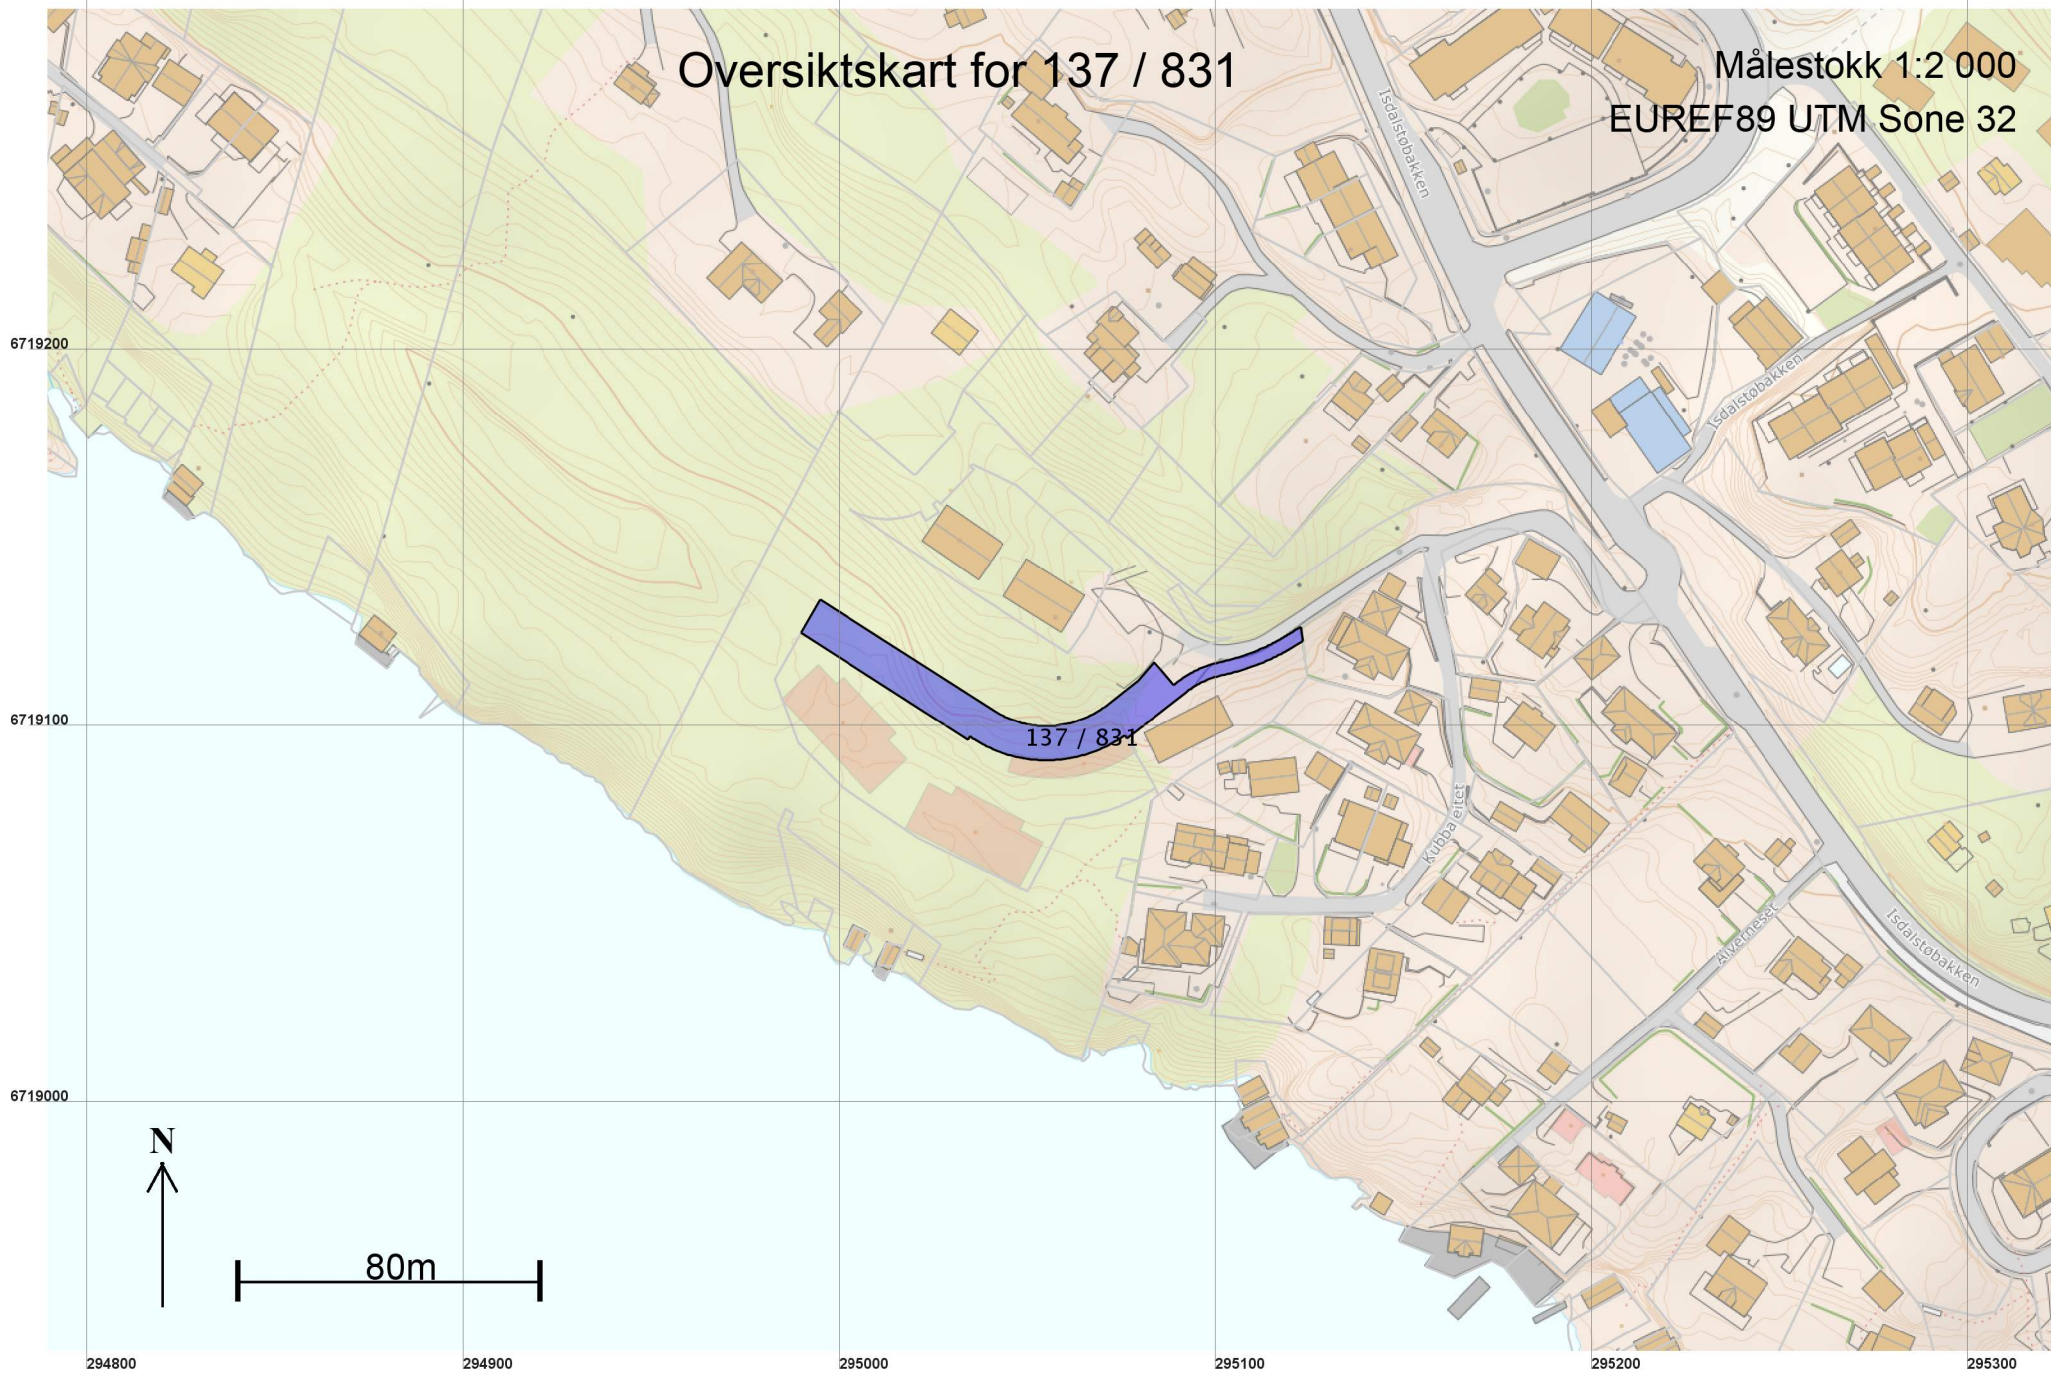 Oversiktskart for 137 / 831
Målestokk 1:2 000
EUREF89 UTM Sone 32
Isdalstøbakken
6719200
Isdalstøbakken
6719100
137 / 831
Kubbaleitet
Alverneset
Isdalstøbakken
6719000
N
80m
294800
294900
295000
295100
295200
295300